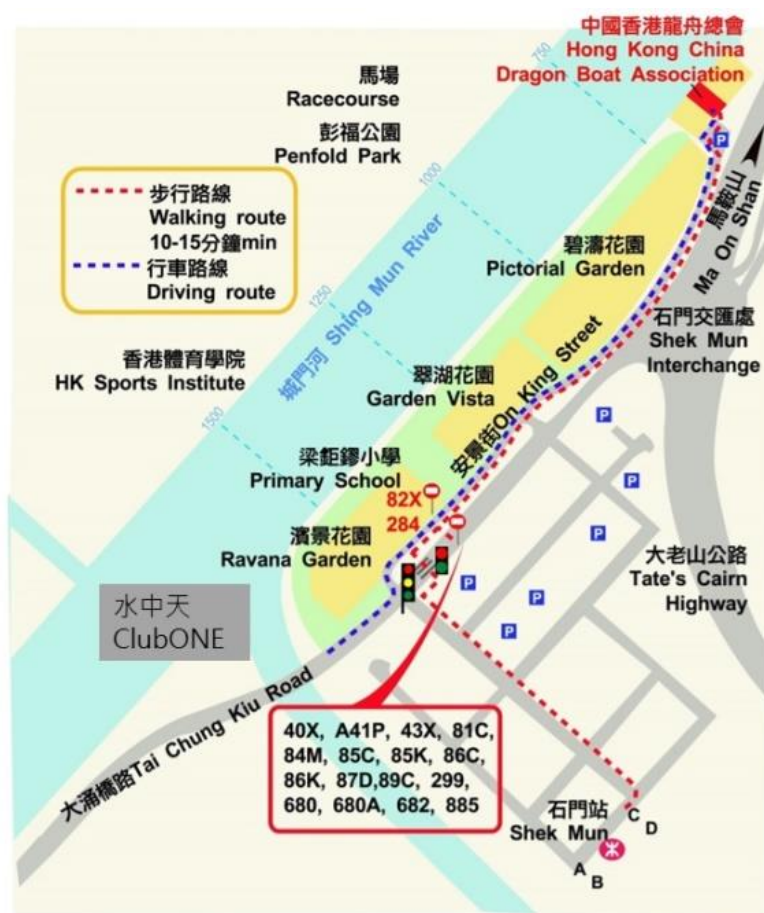 中國香港龍舟總會
Hong Kong China
Dragon Boat Association
馬場
Racecourse
彭福公園
Penfold Park
750
P
步行路線
Walking route
10-15分鐘min
行車路線
Driving route
1000
馬鞍山
Ma On Shan
碧濤花園
Pictorial Garden
城門河 Shing Mun River
1250
石門交匯處
Shek Mun
Interchange
香港體育學院
HK Sports Institute
翠湖花園
Garden Vista
安景街On King Street
1500
P
梁鉅鏐小學
Primary School
P
82X
284
濱景花園
Ravana Garden
P
大老山公路
Tate's Cairn
Highway
P
P
P
水中天
ClubONE
大涌橋路Tai Chung Kiu Road
40X, A41P, 43X, 81C,
84M, 85C, 85K, 86C,
86K, 87D,89C, 299,
680, 680A, 682, 885
石門站
Shek Mun
C
D
A
B